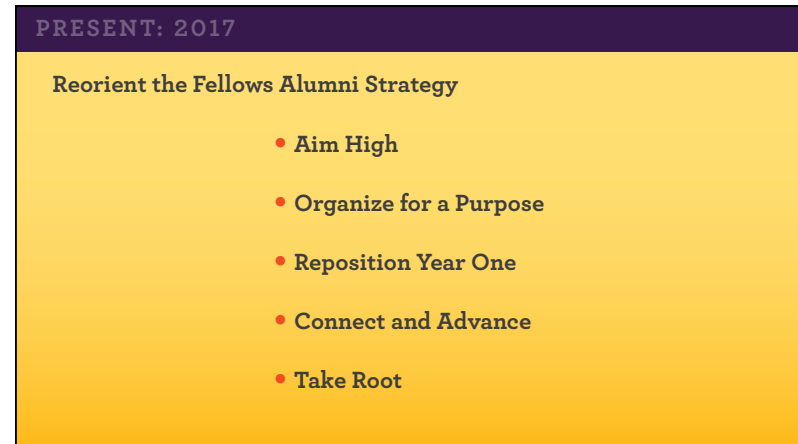 PRESENT: 2017
Reorient the Fellows Alumni Strategy
• Aim High
• Organize for a Purpose
• Reposition Year One
• Connect and Advance
• Take Root